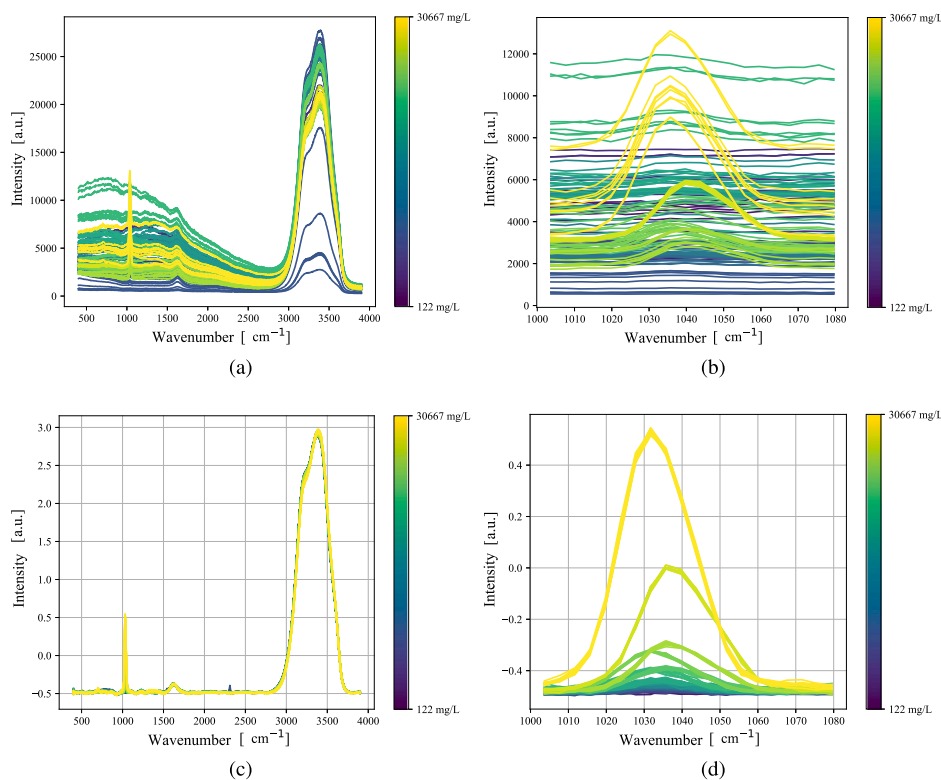 30667 mg/L
25000
20000
15000
10000
5000
0
Intensity [a.u.]
500 1000 1500 2000 2500 3000 3500 4000
Wavenumber [ cm⁻¹]
122 mg/L
(a)
30667 mg/L
12000
10000
8000
6000
4000
2000
0
Intensity [a.u.]
1000 1010 1020 1030 1040 1050 1060 1070 1080
Wavenumber [ cm⁻¹]
122 mg/L
(b)
30667 mg/L
3.0
2.5
2.0
1.5
1.0
0.5
0.0
−0.5
Intensity [a.u.]
500 1000 1500 2000 2500 3000 3500 4000
Wavenumber [ cm⁻¹]
122 mg/L
(c)
30667 mg/L
0.4
0.2
0.0
−0.2
−0.4
Intensity [a.u.]
1000 1010 1020 1030 1040 1050 1060 1070 1080
Wavenumber [ cm⁻¹]
122 mg/L
(d)